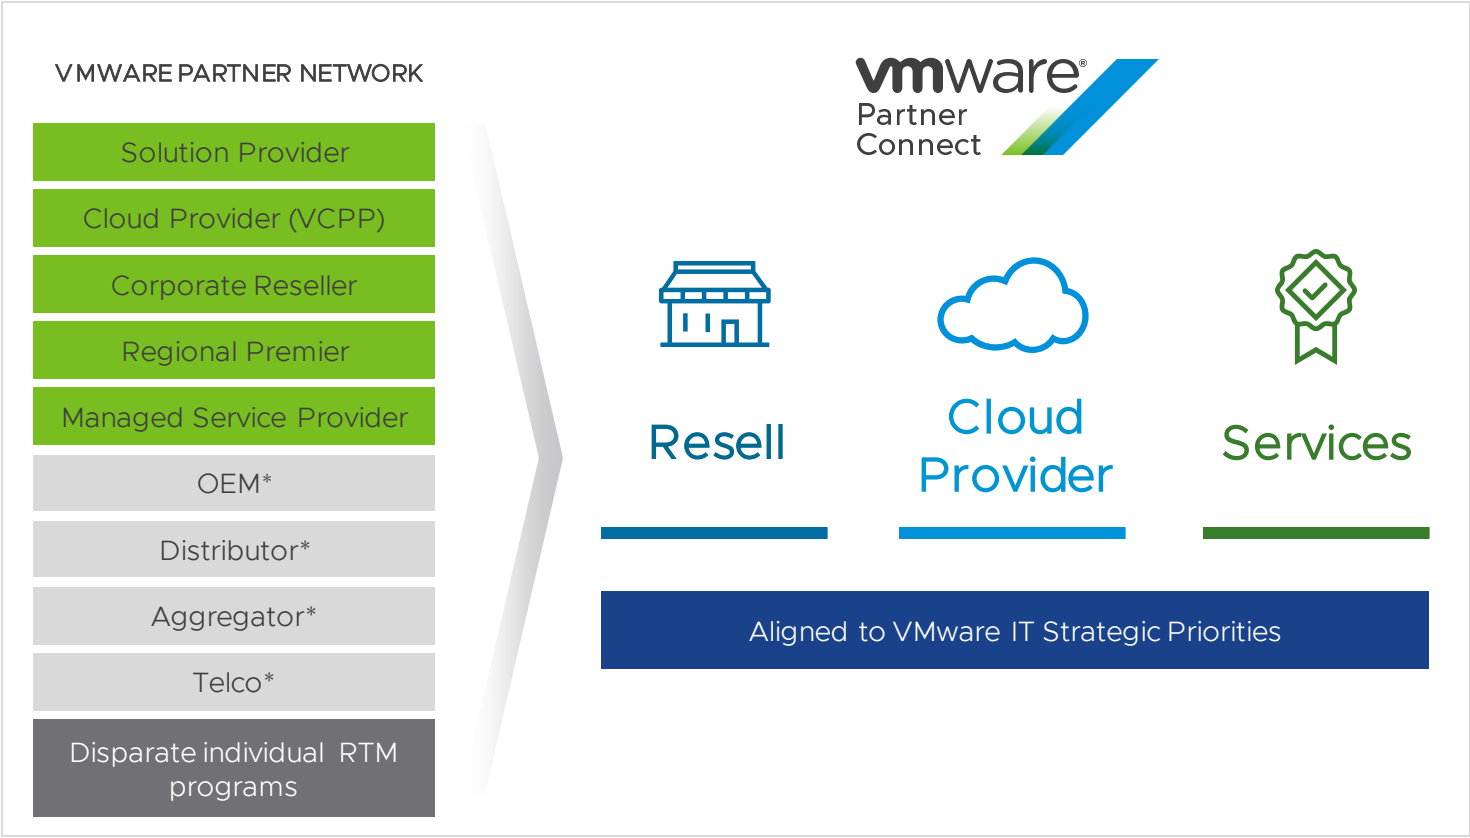 VMWARE PARTNER NETWORK
Solution Provider
Cloud Provider (VCPP)
Corporate Reseller
Regional Premier
Managed Service Provider
OEM*
Distributor*
Aggregator*
Telco*
Disparate individual RTM
programs
vmware®
Partner
Connect
Resell
Cloud
Provider
Services
Aligned to VMware IT Strategic Priorities